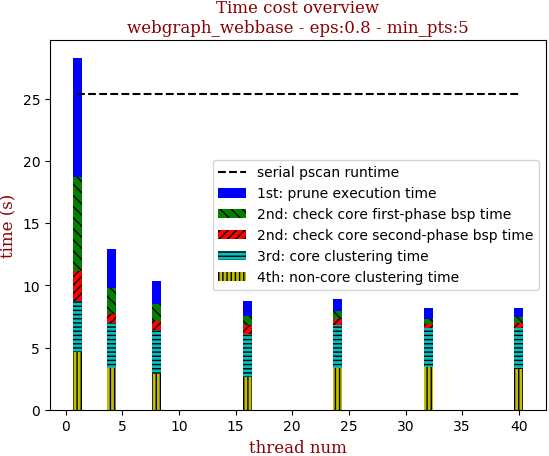 Time cost overview
webgraph_webbase - eps:0.8 - min_pts:5
time (s)
25
20
15
10
5
0
serial pscan runtime
1st: prune execution time
2nd: check core first-phase bsp time
2nd: check core second-phase bsp time
3rd: core clustering time
4th: non-core clustering time
0 5 10 15 20 25 30 35 40
thread num